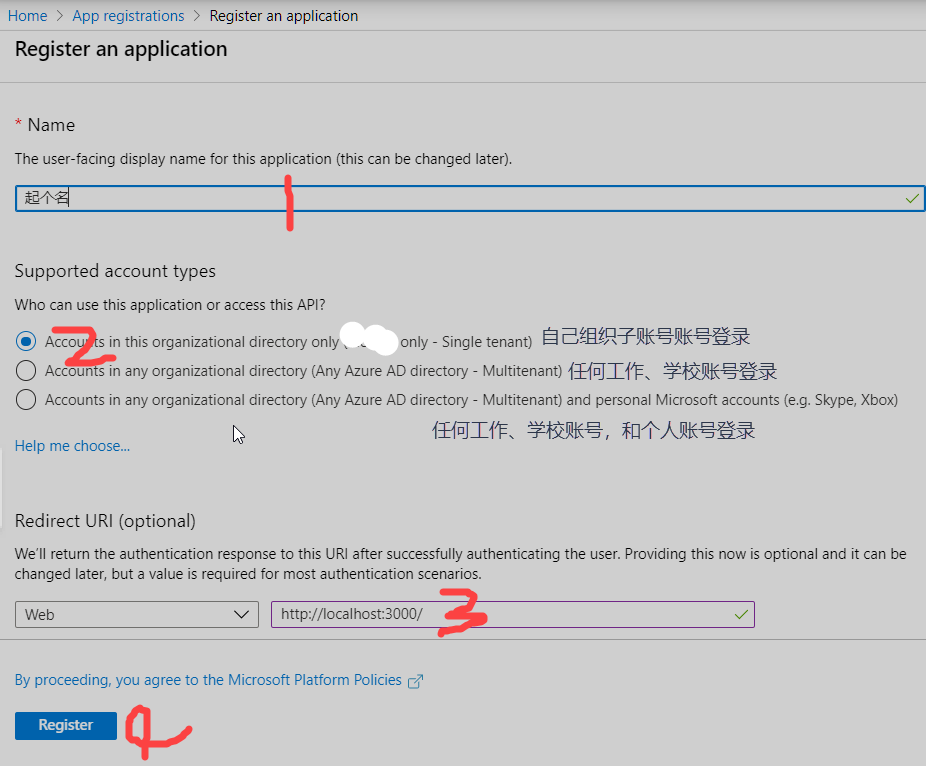 Home > App registrations > Register an application
Register an application
* Name
The user-facing display name for this application (this can be changed later).
起个名
1
Supported account types
Who can use this application or access this API?
2
Accounts in this organizational directory only ( only - Single tenant) 自己组织子账号账号登录
Accounts in any organizational directory (Any Azure AD directory - Multitenant) 任何工作、学校账号登录
Accounts in any organizational directory (Any Azure AD directory - Multitenant) and personal Microsoft accounts (e.g. Skype, Xbox)
任何工作、学校账号，和个人账号登录
Help me choose...
Redirect URI (optional)
We'll return the authentication response to this URI after successfully authenticating the user. Providing this now is optional and it can be
changed later, but a value is required for most authentication scenarios.
Web http://localhost:3000/ 3
By proceeding, you agree to the Microsoft Platform Policies
Register